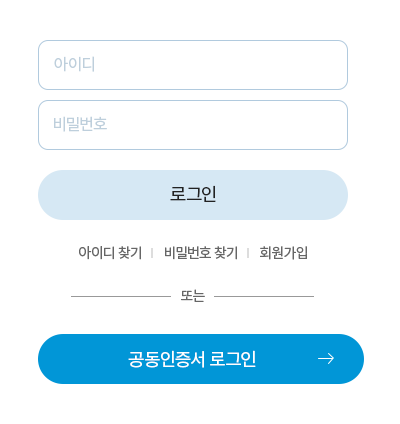 아이디
비밀번호
로그인
아이디 찾기 | 비밀번호 찾기 | 회원가입
또는
공동인증서 로그인 →